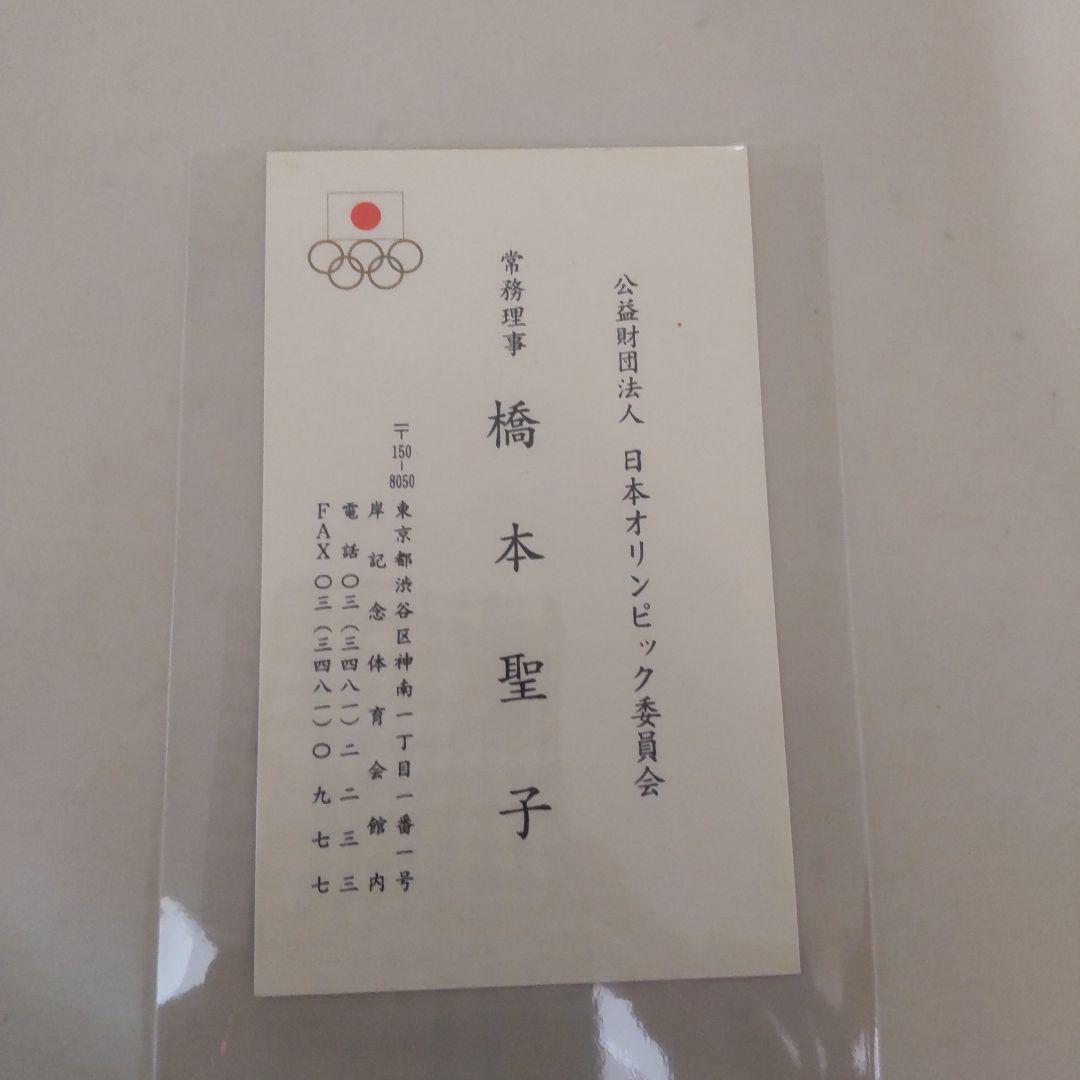 公益財団法人 日本オリンピック委員会
常務理事 橋本聖子
〒150-8050
東京都渋谷区神南一丁目一番一号
岸記念体育会館内
電話〇三(三四八一)二二三三
FAX〇三(三四八一)〇九七七